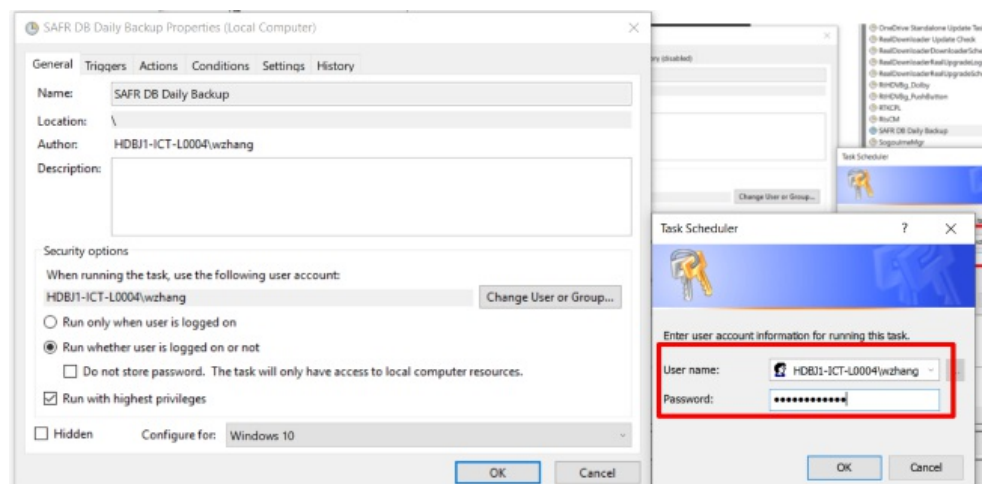 SAFR DB Daily Backup Properties (Local Computer)
General Triggers Actions Conditions Settings History
Name: SAFR DB Daily Backup
Location: \
Author: HDBJ1-ICT-L0004\wzhang
Description:
Security options
When running the task, use the following user account:
HDBJ1-ICT-L0004\wzhang
Change User or Group...
Run only when user is logged on
Run whether user is logged on or not
Do not store password. The task will only have access to local computer resources.
Run with highest privileges
Hidden
Configure for: Windows 10
OK Cancel
ory (disabled)
Change User or Group...
OneDrive Standalone Update Tas
RealDownloader Update Check
RealDownloaderDownloaderSche
RealDownloaderRealUpgradeLog
RealDownloaderRealUpgradeSch
RtHDVBg_Dolby
RtHDVBg_PushButton
RTKCPL
RtsCM
SAFR DB Daily Backup
SogouImeMgr
Task Scheduler
Task Scheduler
Enter user account information for running this task.
User name: HDBJ1-ICT-L0004\wzhang
Password: ••••••••••••
OK Cancel